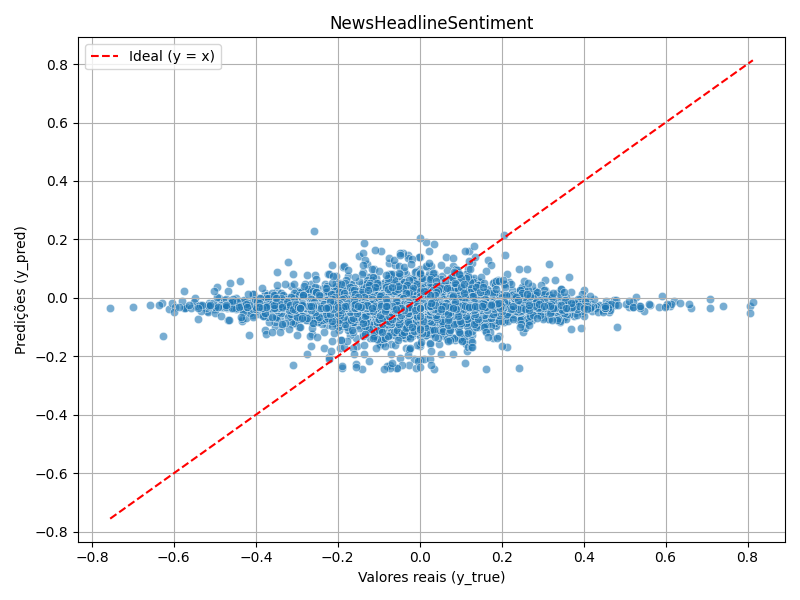 NewsHeadlineSentiment
Ideal (y = x)
0.8
0.6
0.4
0.2
0.0
−0.2
−0.4
−0.6
−0.8
Predições (y_pred)
−0.8 −0.6 −0.4 −0.2 0.0 0.2 0.4 0.6 0.8
Valores reais (y_true)